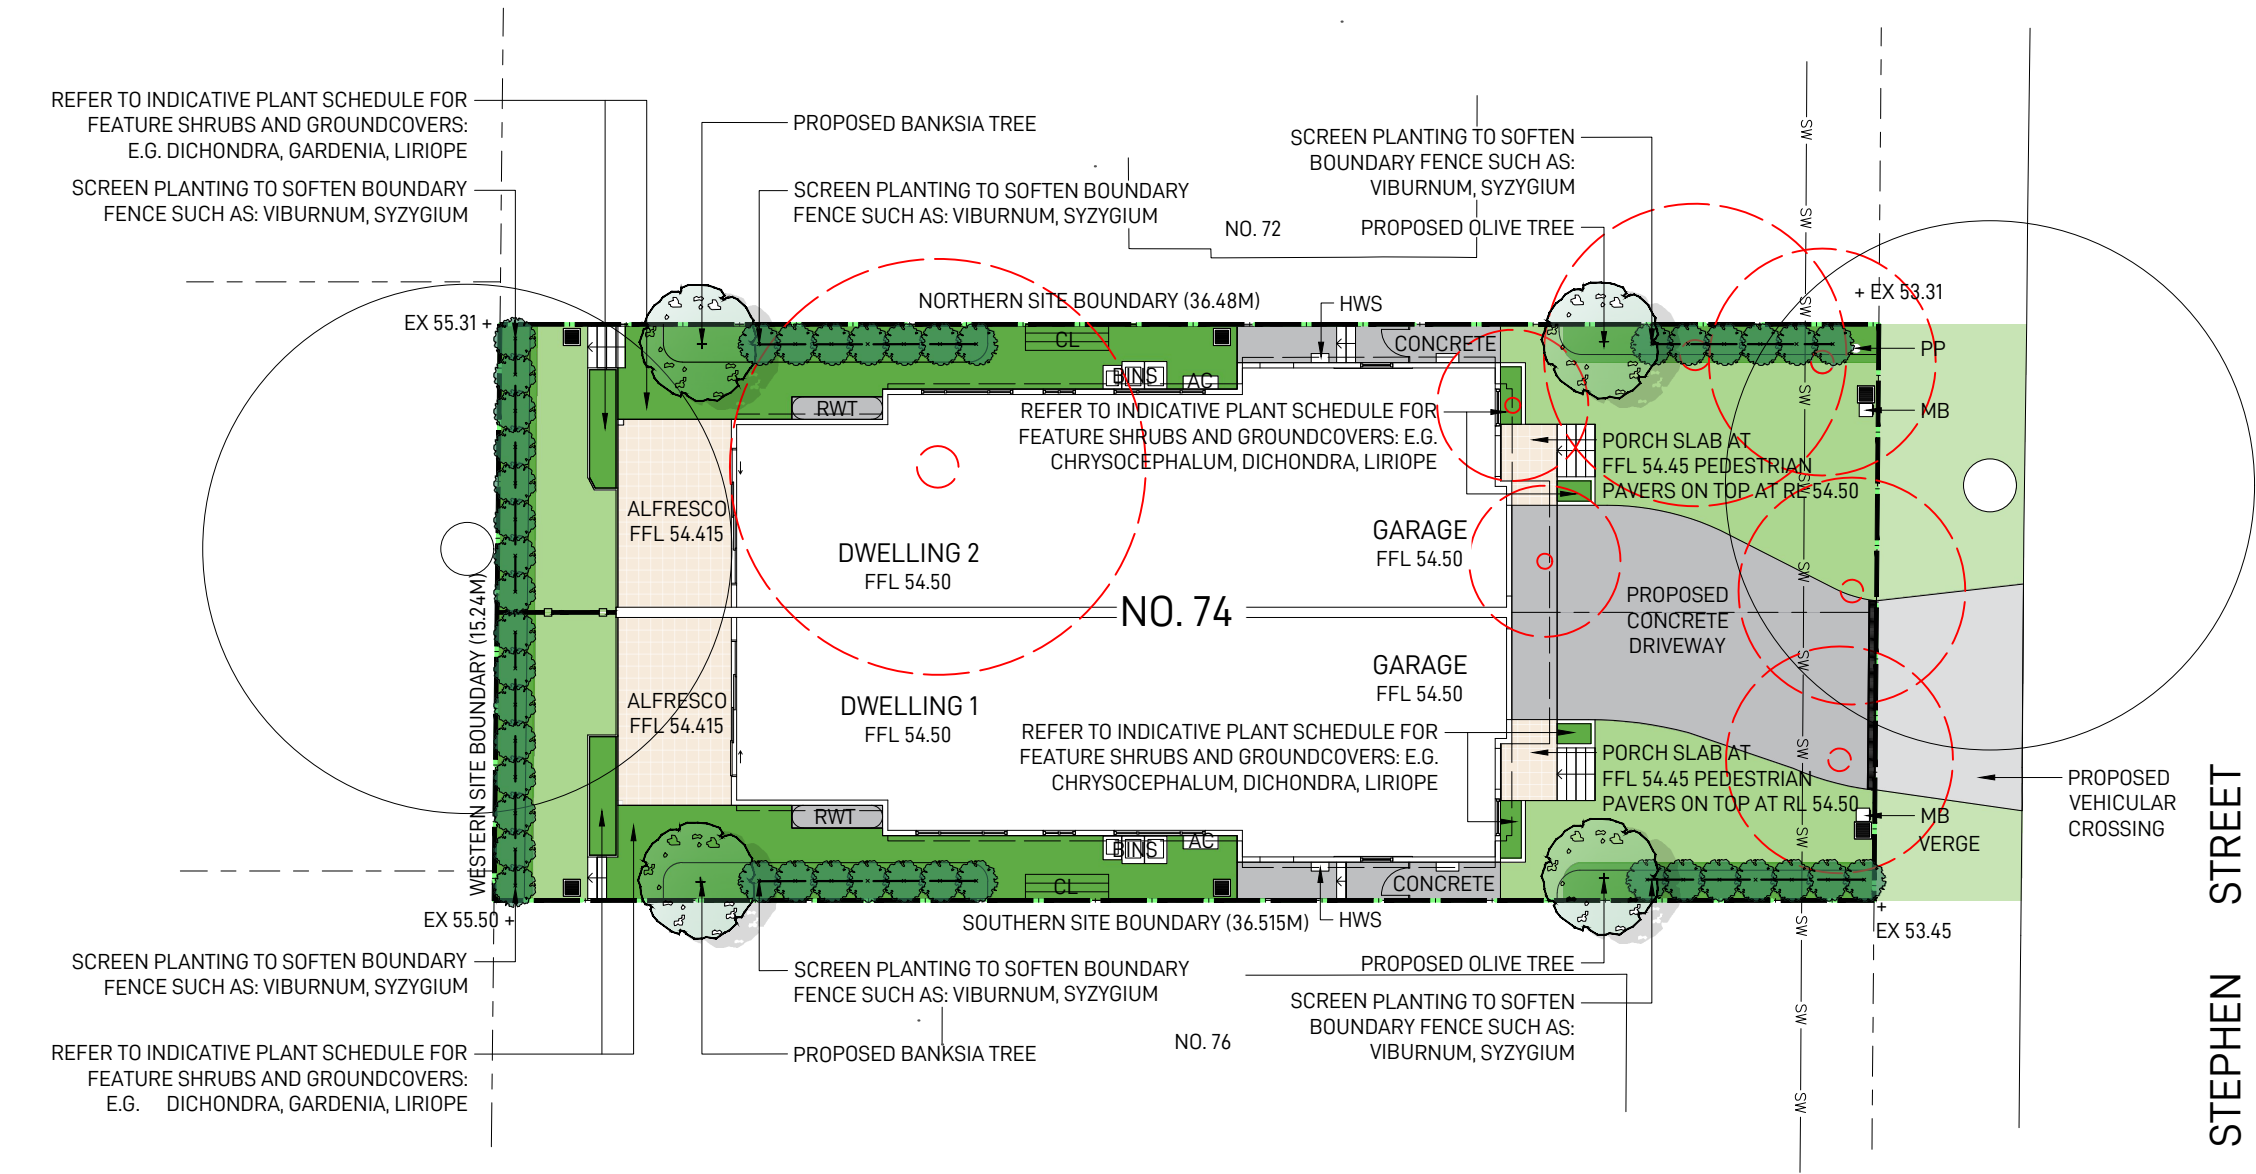 REFER TO INDICATIVE PLANT SCHEDULE FOR
FEATURE SHRUBS AND GROUNDCOVERS:
E.G. DICHONDRA, GARDENIA, LIRIOPE
SCREEN PLANTING TO SOFTEN BOUNDARY
FENCE SUCH AS: VIBURNUM, SYZYGIUM
PROPOSED BANKSIA TREE
SCREEN PLANTING TO SOFTEN BOUNDARY
FENCE SUCH AS: VIBURNUM, SYZYGIUM
NO. 72
SCREEN PLANTING TO SOFTEN
BOUNDARY FENCE SUCH AS:
VIBURNUM, SYZYGIUM
PROPOSED OLIVE TREE
SW
SW
SW
SW
SW
SW
SW
SW
SW
SW
SW
SW
EX 55.31 +
NORTHERN SITE BOUNDARY (36.48M)
HWS
+ EX 53.31
CL
CONCRETE
PP
BINS
AC
RWT
MB
REFER TO INDICATIVE PLANT SCHEDULE FOR
FEATURE SHRUBS AND GROUNDCOVERS: E.G.
CHRYSOCEPHALUM, DICHONDRA, LIRIOPE
PORCH SLAB AT
FFL 54.45 PEDESTRIAN
PAVERS ON TOP AT RL 54.50
ALFRESCO
FFL 54.415
DWELLING 2
FFL 54.50
GARAGE
FFL 54.50
NO. 74
PROPOSED
CONCRETE
DRIVEWAY
WESTERN SITE BOUNDARY (15.24M)
ALFRESCO
FFL 54.415
DWELLING 1
FFL 54.50
GARAGE
FFL 54.50
REFER TO INDICATIVE PLANT SCHEDULE FOR
FEATURE SHRUBS AND GROUNDCOVERS: E.G.
CHRYSOCEPHALUM, DICHONDRA, LIRIOPE
PORCH SLAB AT
FFL 54.45 PEDESTRIAN
PAVERS ON TOP AT RL 54.50
PROPOSED
VEHICULAR
CROSSING
RWT
BINS
AC
MB
VERGE
CL
CONCRETE
EX 55.50 +
SOUTHERN SITE BOUNDARY (36.515M)
HWS
+
EX 53.45
SCREEN PLANTING TO SOFTEN BOUNDARY
FENCE SUCH AS: VIBURNUM, SYZYGIUM
SCREEN PLANTING TO SOFTEN BOUNDARY
FENCE SUCH AS: VIBURNUM, SYZYGIUM
PROPOSED OLIVE TREE
SCREEN PLANTING TO SOFTEN
BOUNDARY FENCE SUCH AS:
VIBURNUM, SYZYGIUM
REFER TO INDICATIVE PLANT SCHEDULE FOR
FEATURE SHRUBS AND GROUNDCOVERS:
E.G. DICHONDRA, GARDENIA, LIRIOPE
PROPOSED BANKSIA TREE
NO. 76
STEPHEN STREET